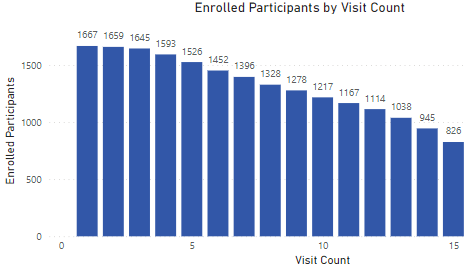 Enrolled Participants by Visit Count
1667 1659 1645 1593 1526 1452 1396 1328 1278 1217 1167 1114 1038 945 826
Enrolled Participants
1500
1000
500
0
0 5 10 15
Visit Count